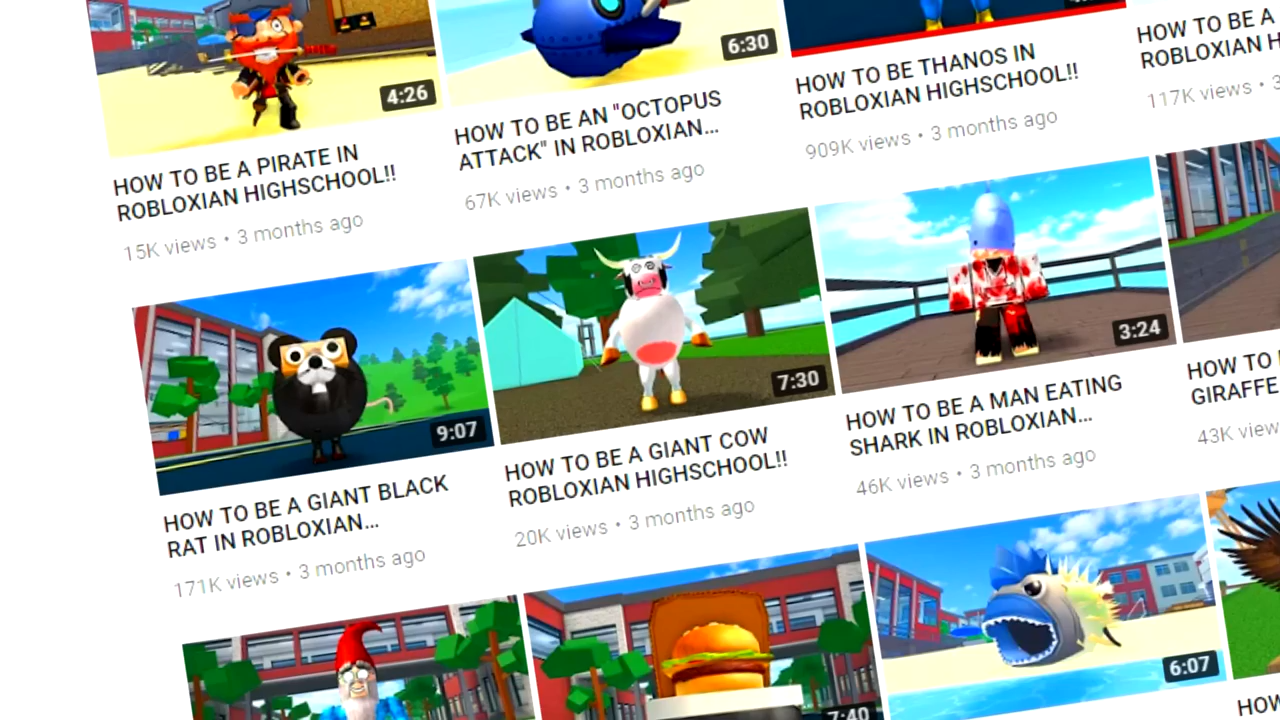 4:26
HOW TO BE A PIRATE IN
ROBLOXIAN HIGHSCHOOL!!
15K views • 3 months ago
6:30
HOW TO BE AN "OCTOPUS
ATTACK" IN ROBLOXIAN...
67K views • 3 months ago
HOW TO BE THANOS IN
ROBLOXIAN HIGHSCHOOL!!
909K views • 3 months ago
HOW TO BE A
ROBLOXIAN H
117K views • 3
9:07
HOW TO BE A GIANT BLACK
RAT IN ROBLOXIAN...
171K views • 3 months ago
7:30
HOW TO BE A GIANT COW
ROBLOXIAN HIGHSCHOOL!!
20K views • 3 months ago
3:24
HOW TO BE A MAN EATING
SHARK IN ROBLOXIAN...
46K views • 3 months ago
HOW TO
GIRAFFE
43K view
7:40
6:07
HOW